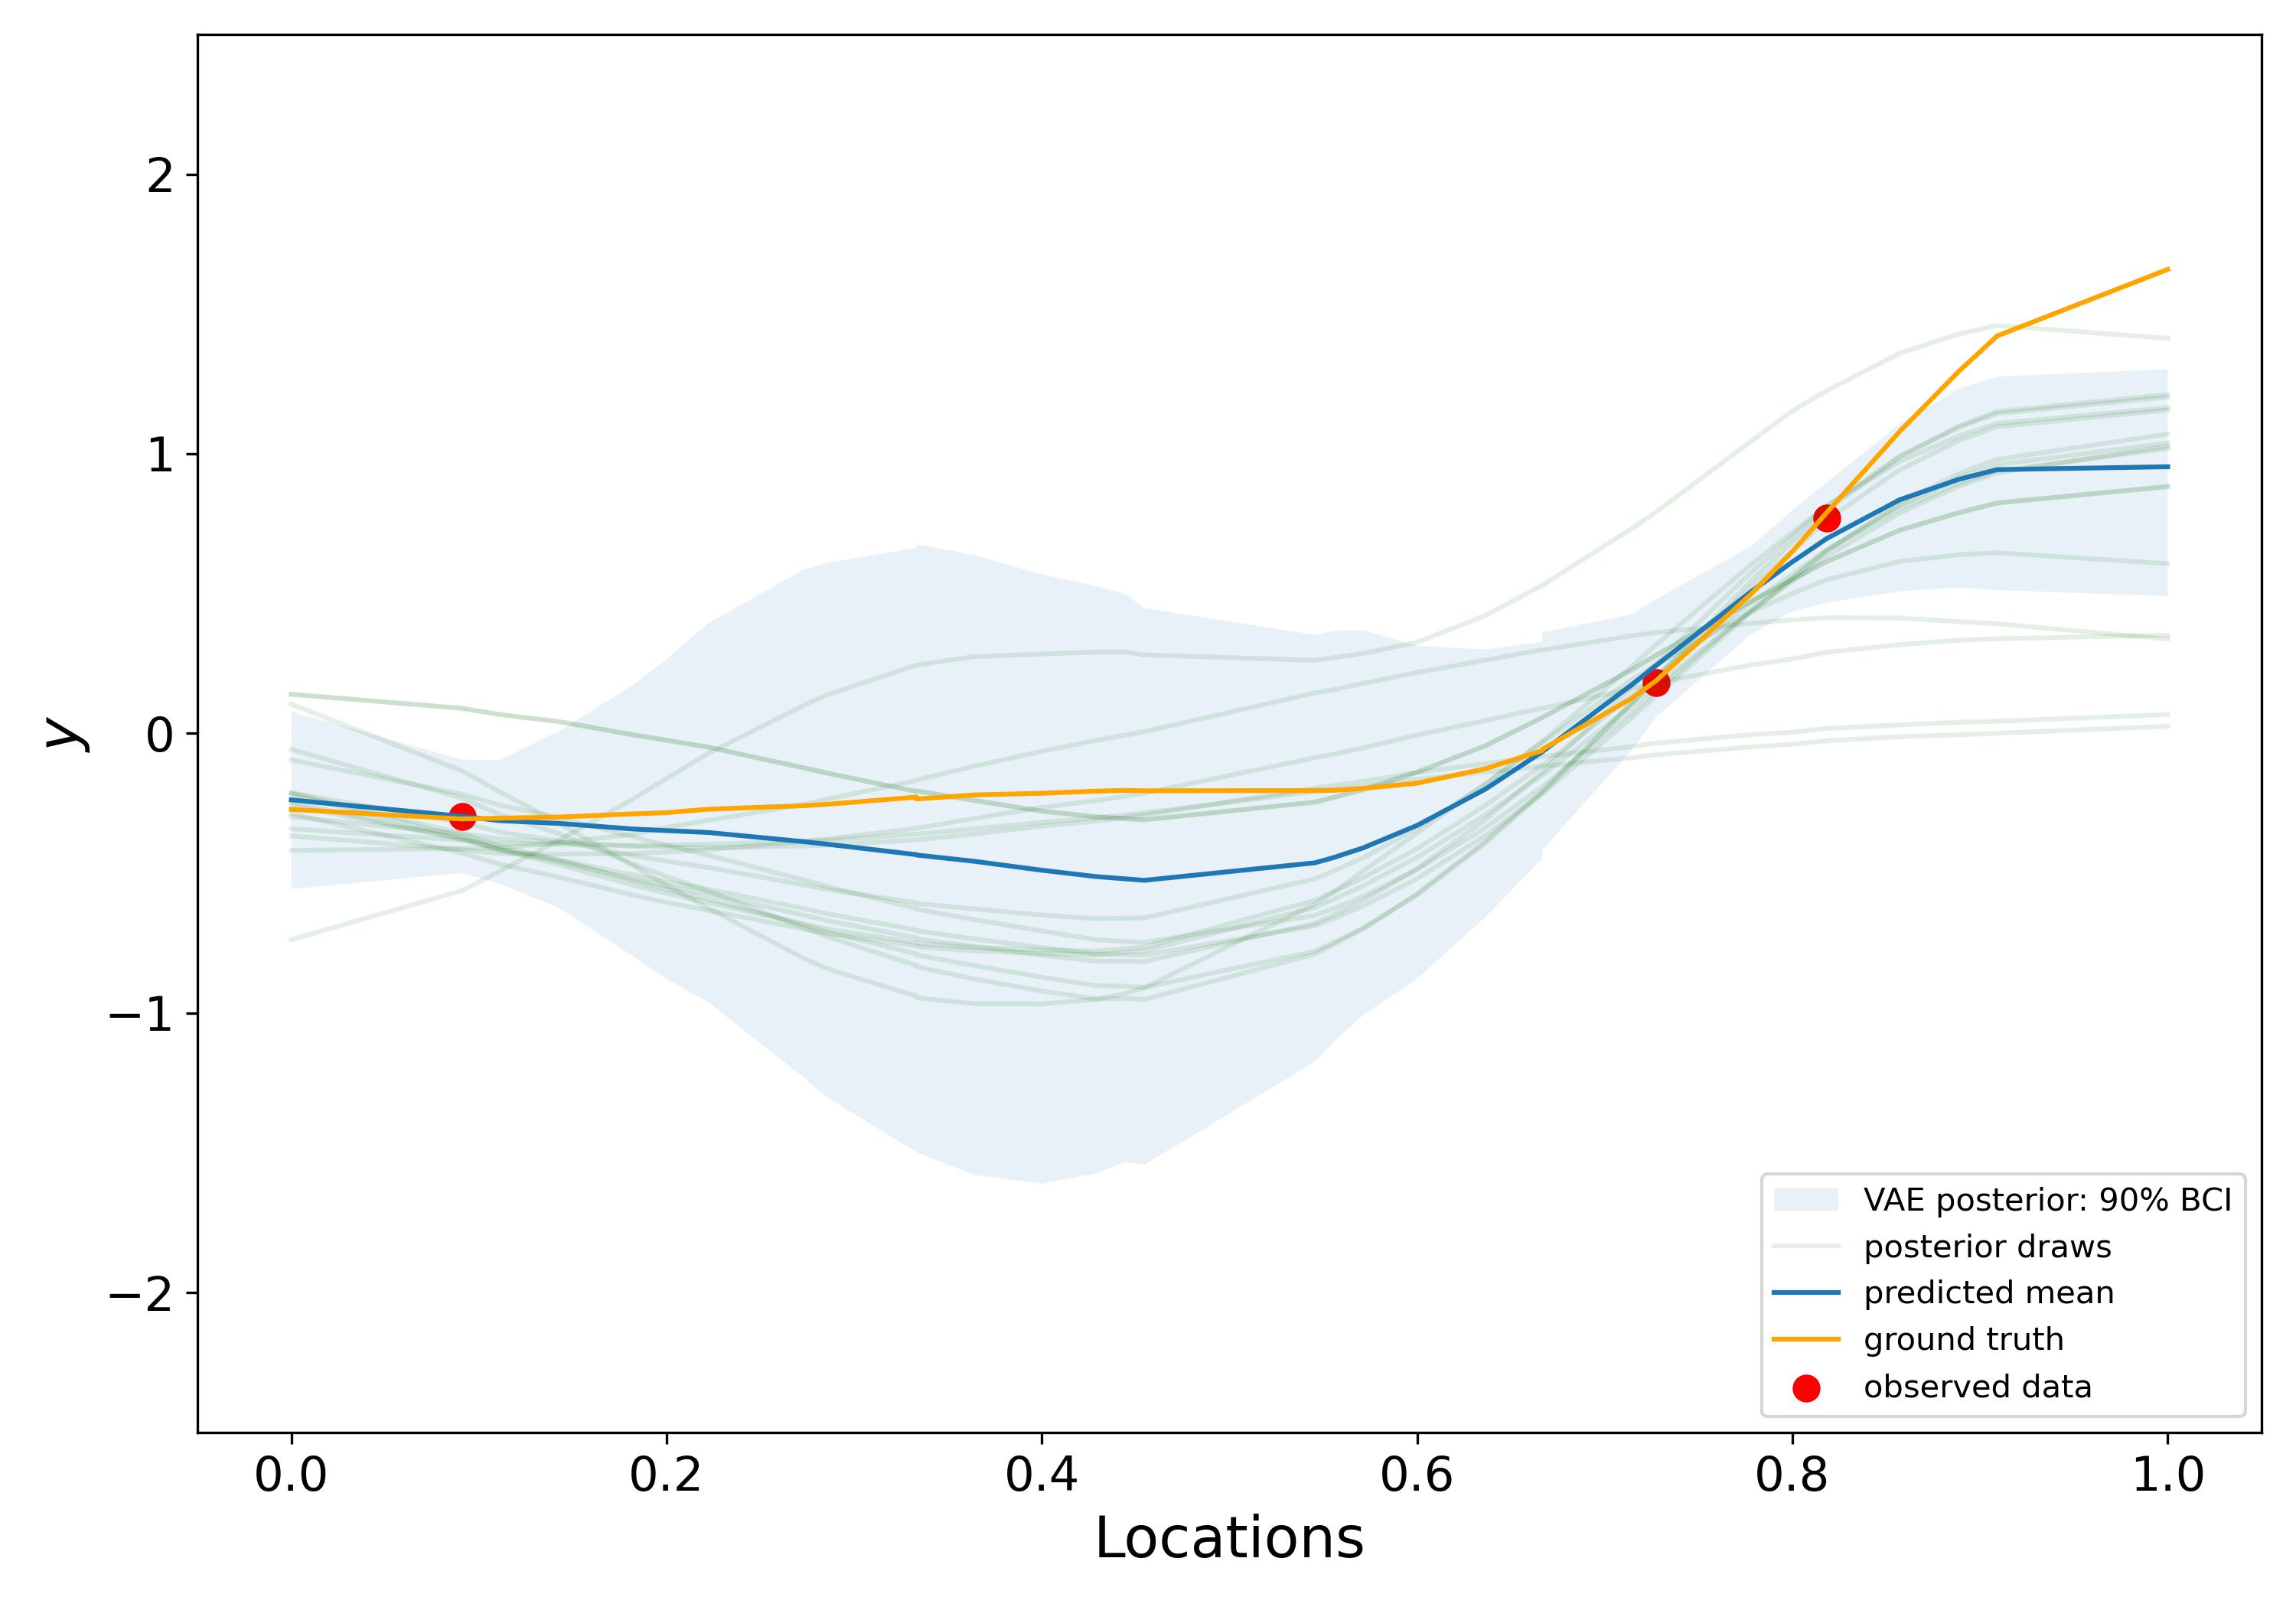 2
1
0
−1
−2
y
0.0 0.2 0.4 0.6 0.8 1.0
Locations
VAE posterior: 90% BCI
posterior draws
predicted mean
ground truth
observed data